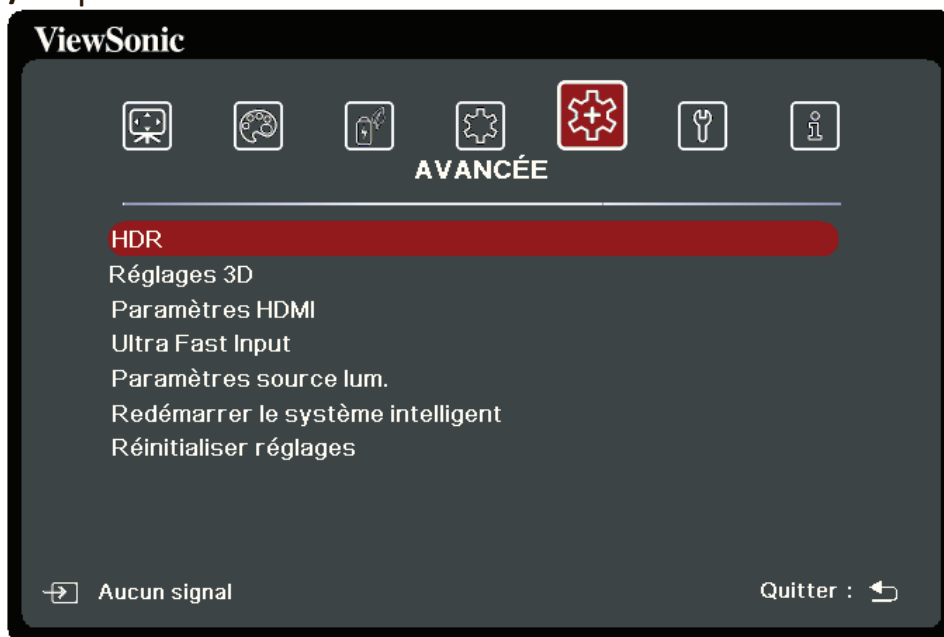 ViewSonic
AVANCÉE
HDR
Réglages 3D
Paramètres HDMI
Ultra Fast Input
Paramètres source lum.
Redémarrer le système intelligent
Réinitialiser réglages
Aucun signal
Quitter :